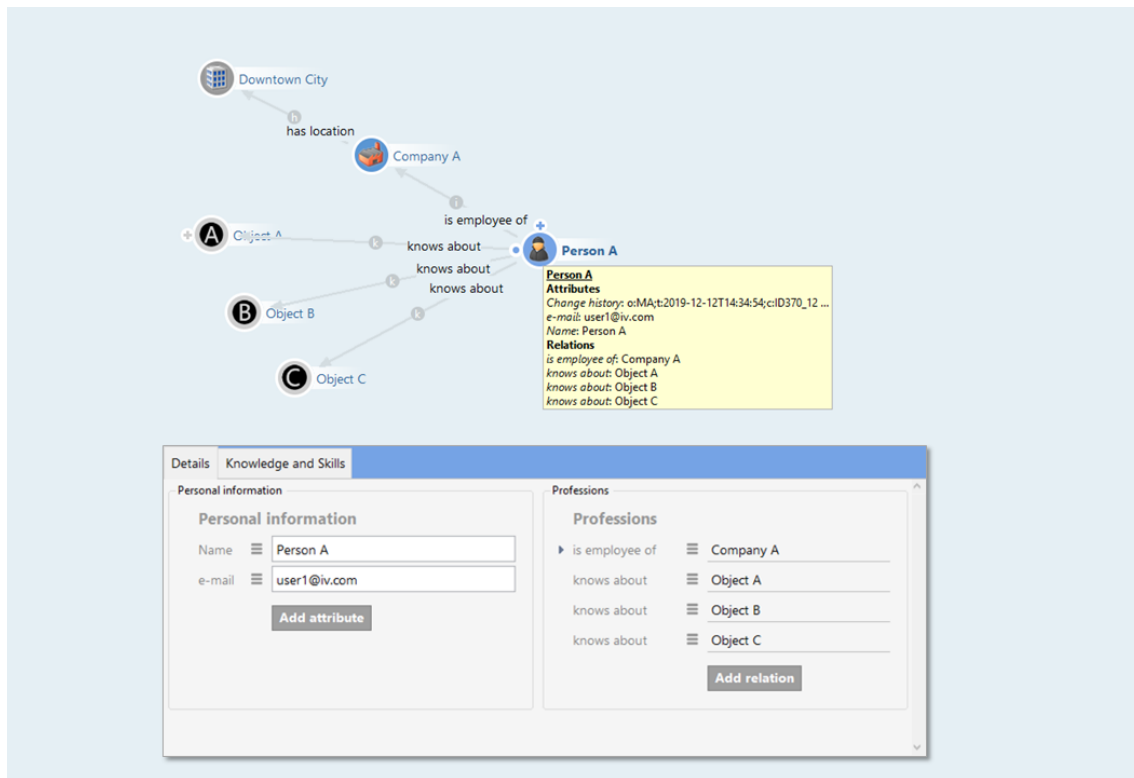 Downtown City
h
has location
Company A
i
is employee of
A
Object A
k
knows about
Person A
knows about
k
knows about
B
Object B
k
C
Object C
Person A
Attributes
Change history: o:MA;t:2019-12-12T14:34:54;c:ID370_12 ...
e-mail: user1@iv.com
Name: Person A
Relations
is employee of: Company A
knows about: Object A
knows about: Object B
knows about: Object C
Details Knowledge and Skills
Personal information
Personal information
Name Person A
e-mail user1@iv.com
Add attribute
Professions
Professions
is employee of Company A
knows about Object A
knows about Object B
knows about Object C
Add relation